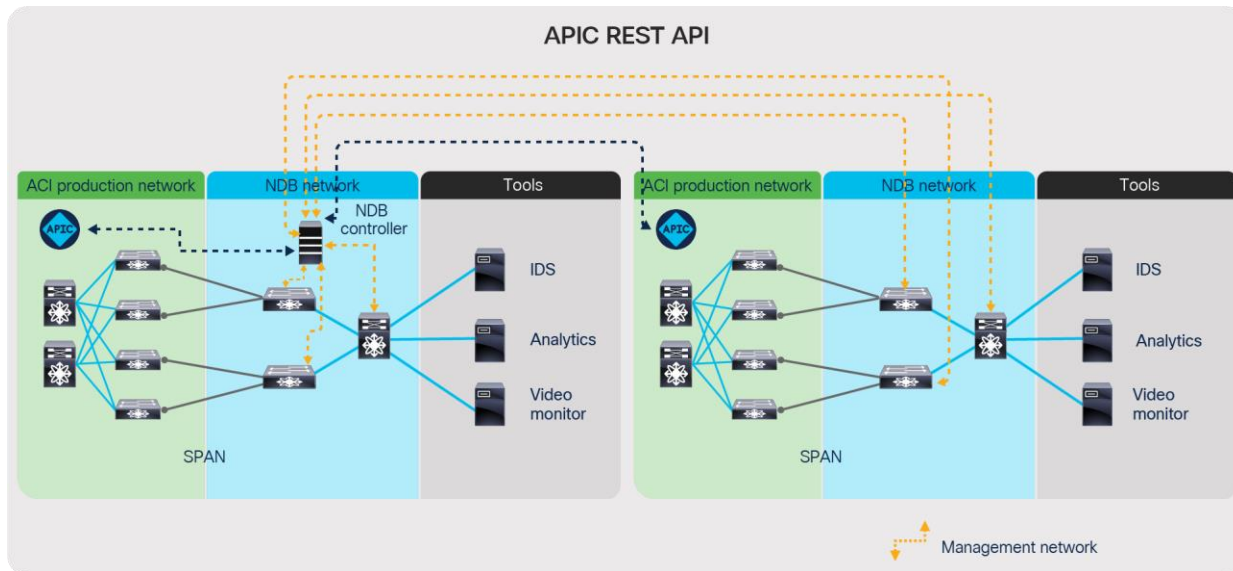 APIC REST API
ACI production network
NDB network
Tools
ACI production network
NDB network
Tools
APIC
NDB
controller
APIC
IDS
IDS
Analytics
Analytics
Video
monitor
Video
monitor
SPAN
SPAN
Management network